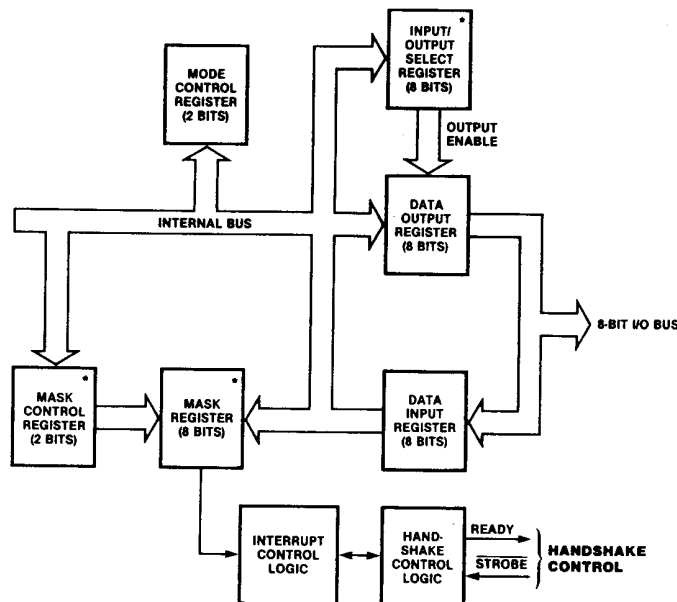 MODE
CONTROL
REGISTER
(2 BITS)
*
INPUT/
OUTPUT
SELECT
REGISTER
(8 BITS)
OUTPUT
ENABLE
INTERNAL BUS
DATA
OUTPUT
REGISTER
(8 BITS)
8-BIT I/O BUS
*
MASK
CONTROL
REGISTER
(2 BITS)
*
MASK
REGISTER
(8 BITS)
DATA
INPUT
REGISTER
(8 BITS)
INTERRUPT
CONTROL
LOGIC
HAND-
SHAKE
CONTROL
LOGIC
READY
STROBE
HANDSHAKE
CONTROL